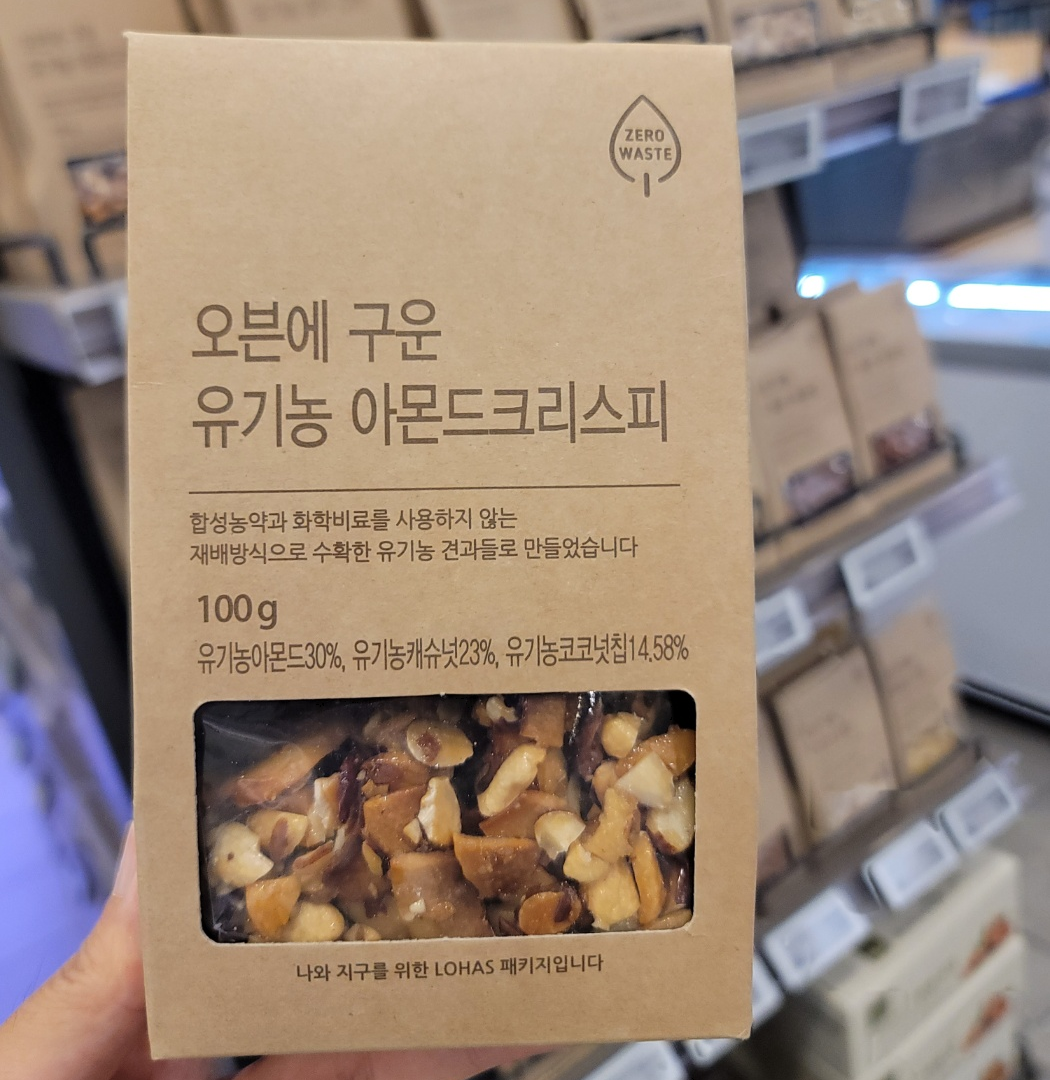 ZERO
WASTE
오븐에 구운
유기농 아몬드크리스피
합성농약과 화학비료를 사용하지 않는
재배방식으로 수확한 유기농 견과들로 만들었습니다
100g
유기농아몬드30%, 유기농캐슈넛23%, 유기농코코넛칩14.58%
나와 지구를 위한 LOHAS 패키지입니다